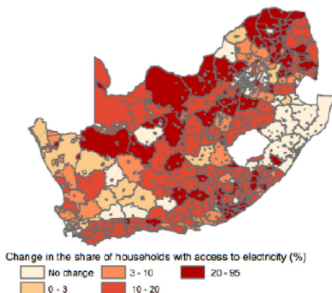 Change in the share of households with access to electricity (%)
No change 3 - 10 20 - 95
0 - 3 10 - 20